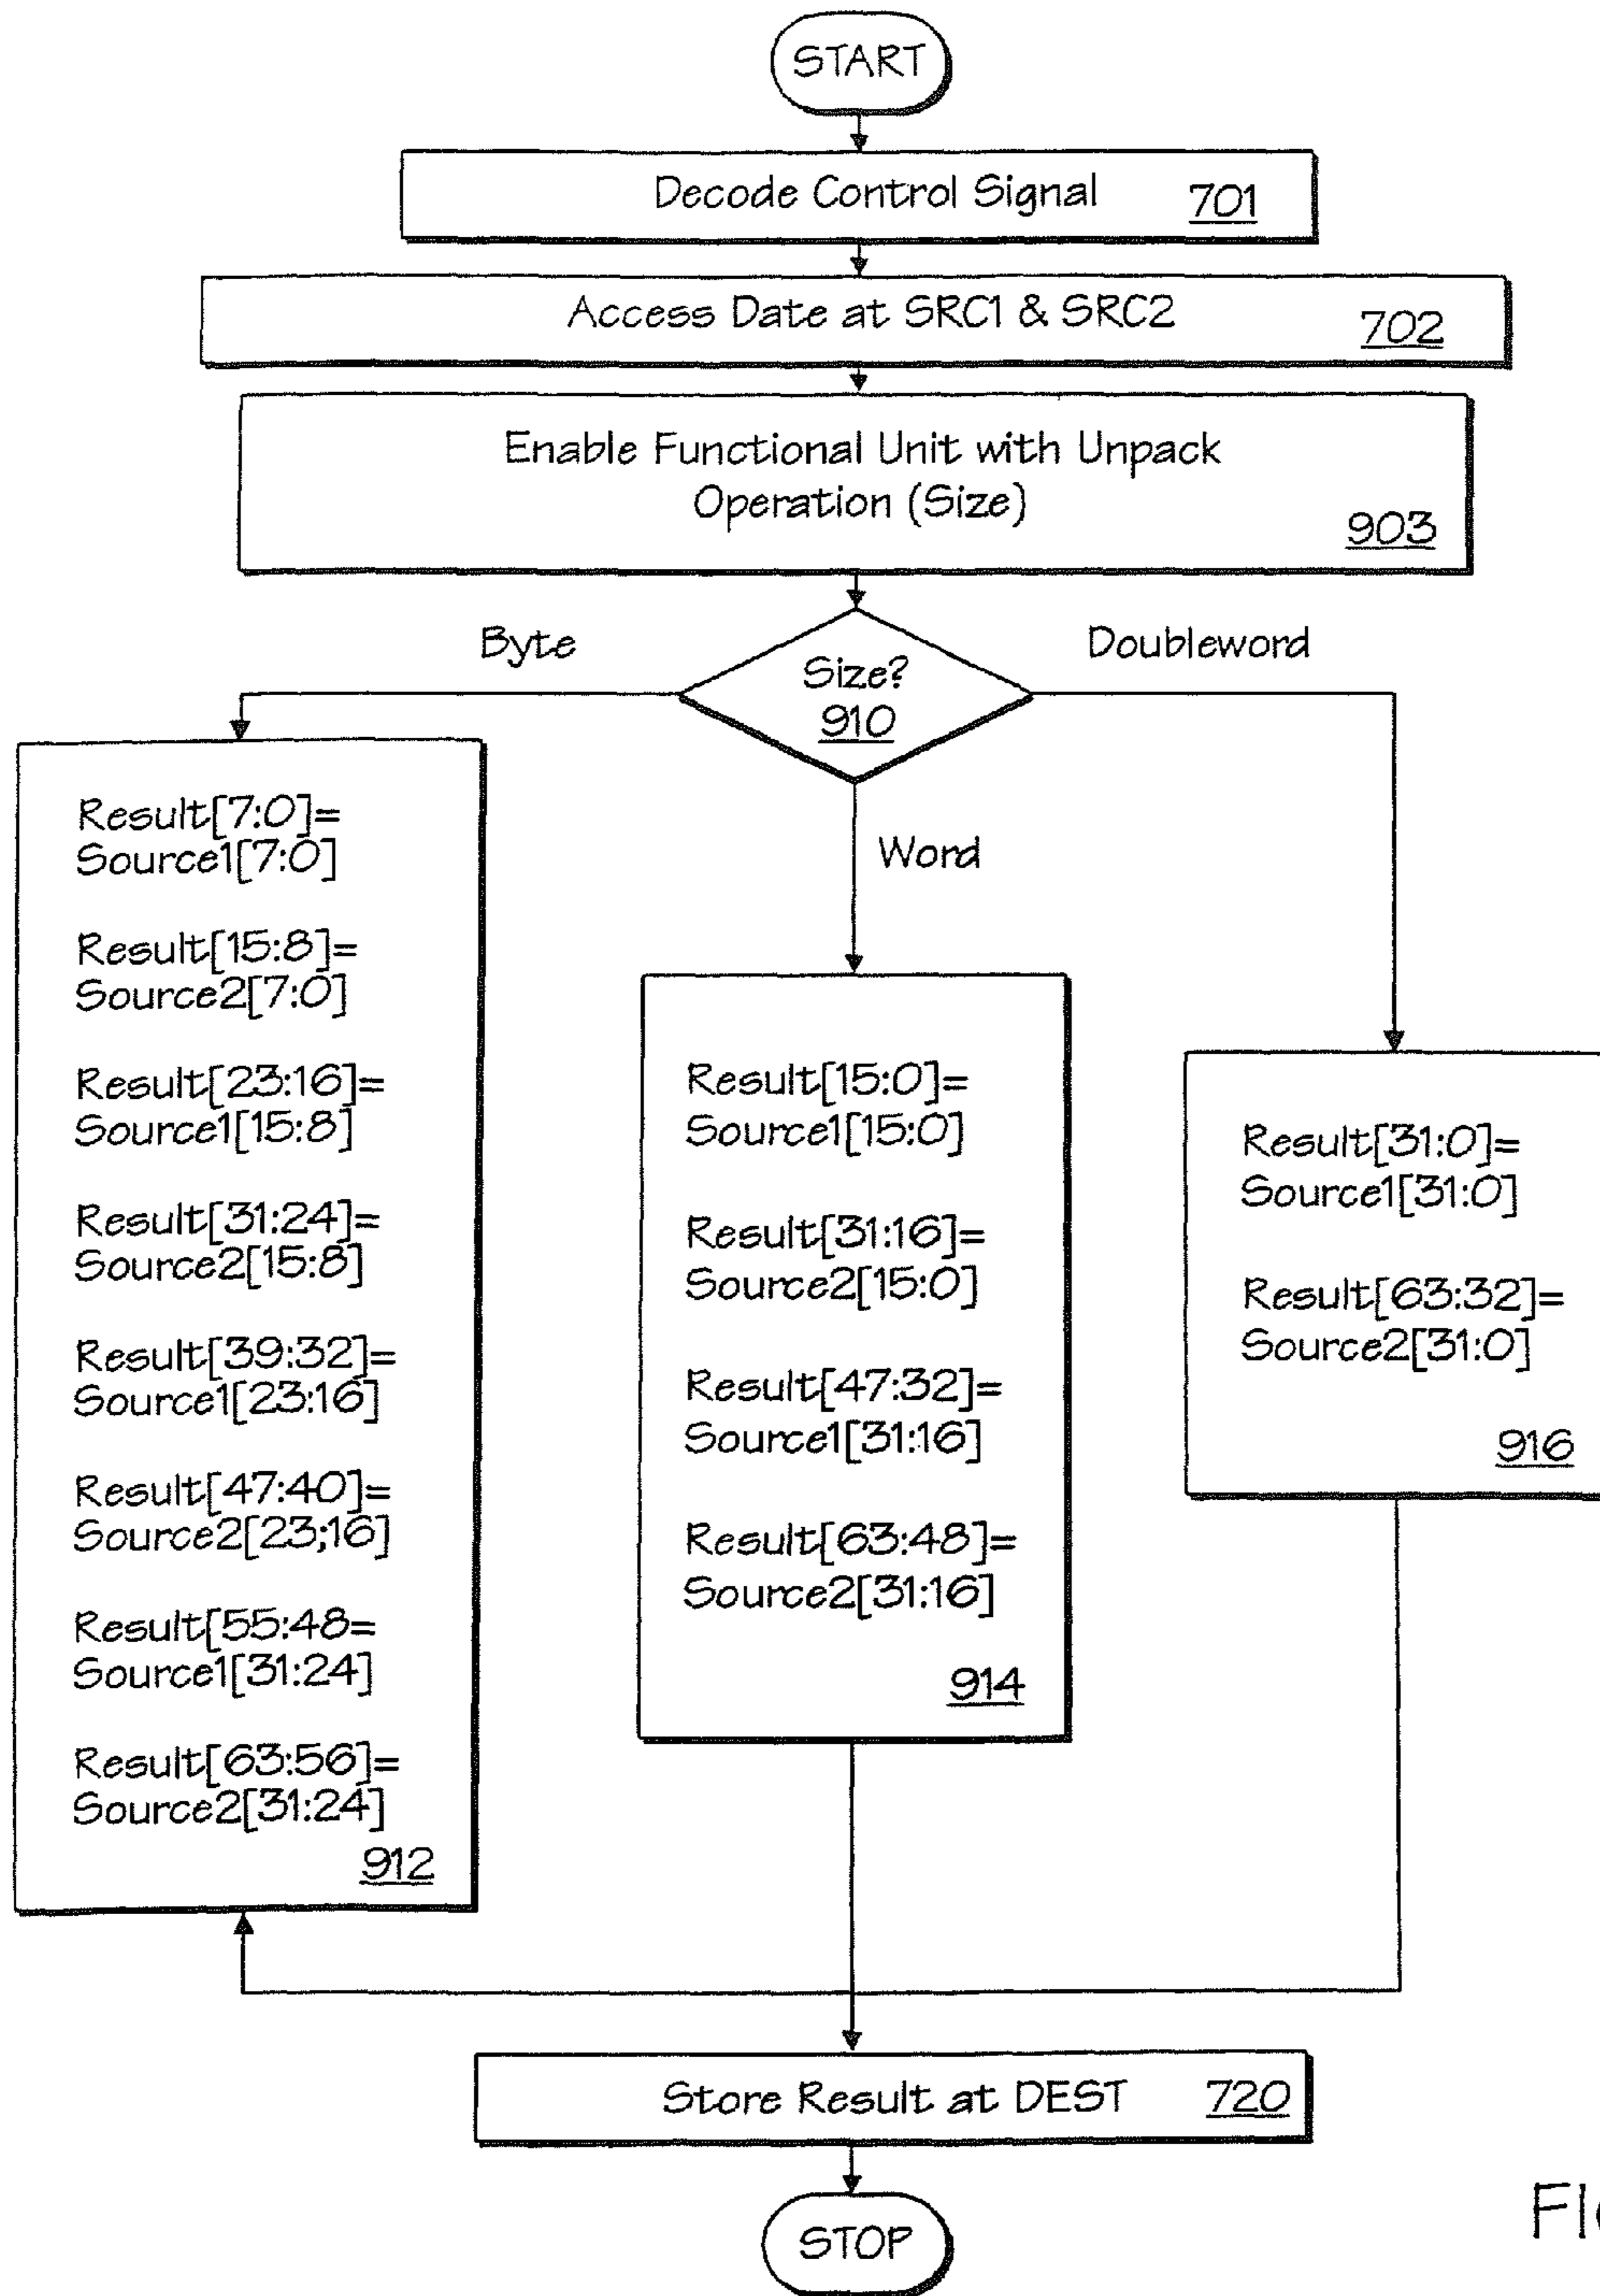 START
Decode Control Signal 701
Access Date at SRC1 & SRC2 702
Enable Functional Unit with Unpack
Operation (Size)
903
Byte
Size?
910
Doubleword
Word
Result[7:0]=
Source1[7:0]
Result[15:8]=
Source2[7:0]
Result[23:16]=
Source1[15:8]
Result[31:24]=
Source2[15:8]
Result[39:32]=
Source1[23:16]
Result[47:40]=
Source2[23;16]
Result[55:48=
Source1[31:24]
Result[63:56]=
Source2[31:24]
912
Result[15:0]=
Source1[15:0]
Result[31:16]=
Source2[15:0]
Result[47:32]=
Source1[31:16]
Result[63:48]=
Source2[31:16]
914
Result[31:0]=
Source1[31:0]
Result[63:32]=
Source2[31:0]
916
Store Result at DEST 720
STOP